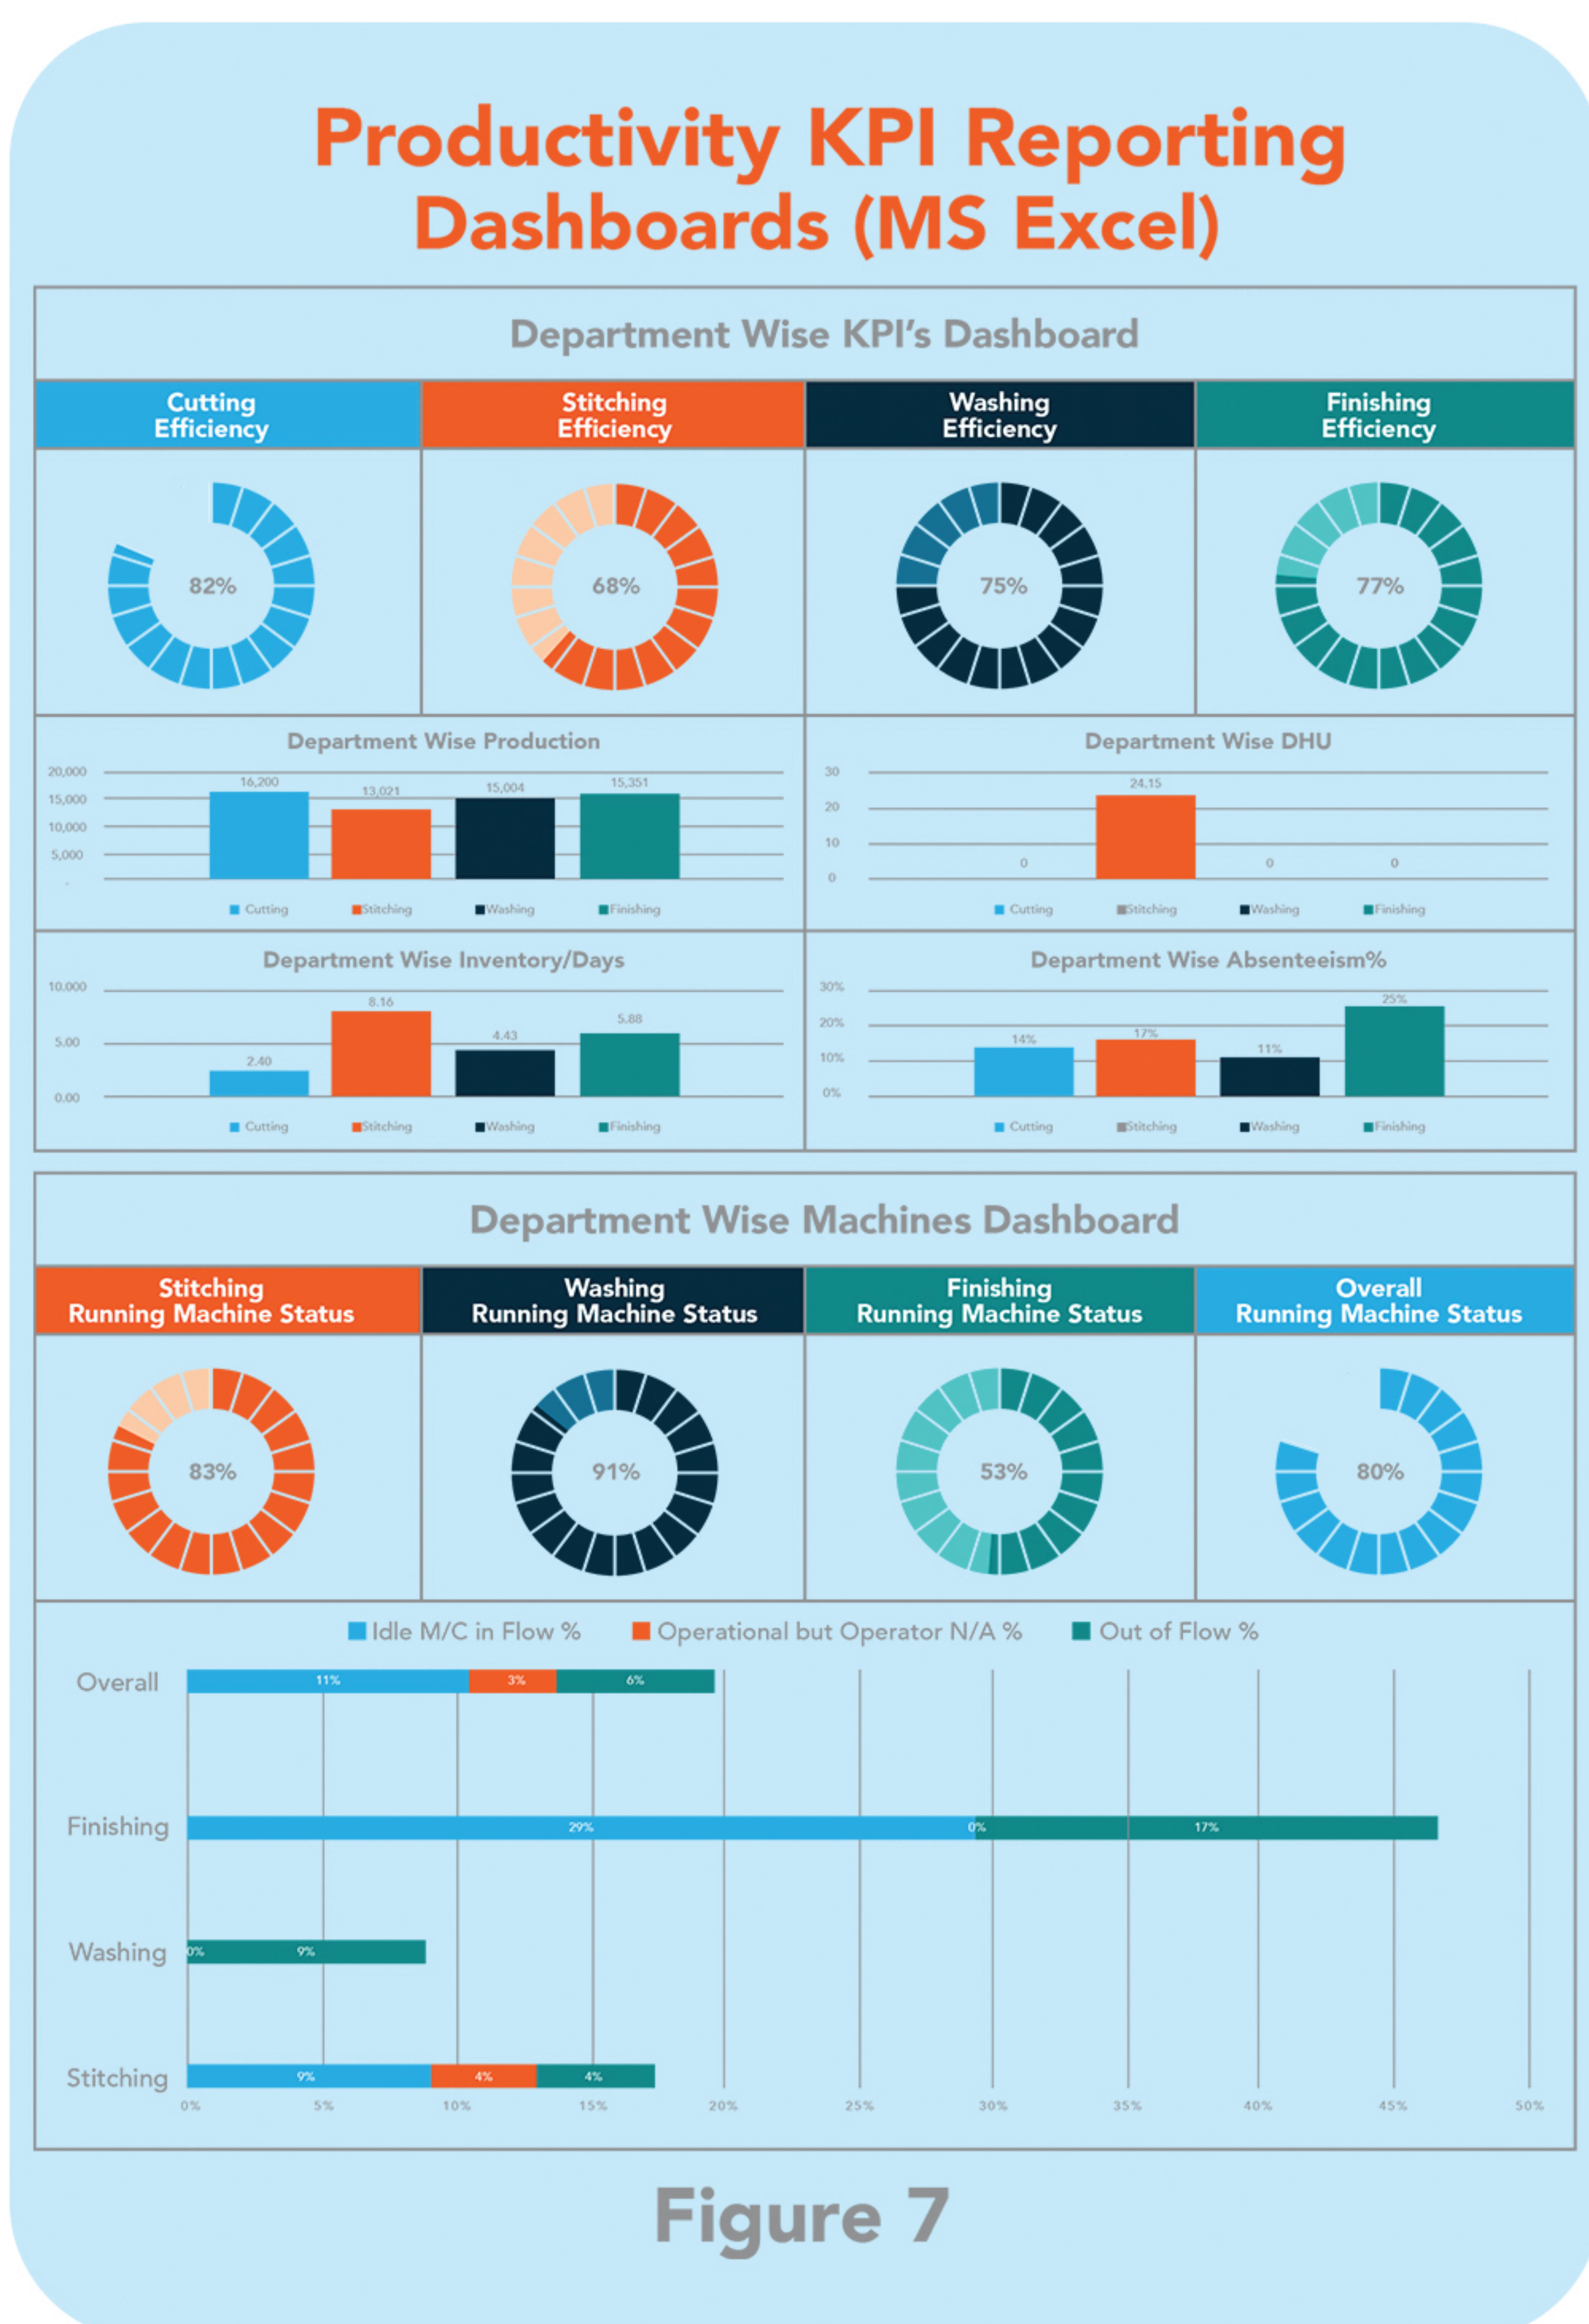 Productivity KPI Reporting
Dashboards (MS Excel)
Department Wise KPI's Dashboard
Cutting
Efficiency
Stitching
Efficiency
Washing
Efficiency
Finishing
Efficiency
82%
68%
75%
77%
Department Wise Production
20,000
15,000
10,000
5,000
-
16,200
13,021
15,004
15,351
Cutting
Stitching
Washing
Finishing
Department Wise DHU
30
20
10
0
0
24.15
0
0
Cutting
Stitching
Washing
Finishing
Department Wise Inventory/Days
10.000
5.00
0.00
2.40
8.16
4.43
5.88
Cutting
Stitching
Washing
Finishing
Department Wise Absenteeism%
30%
20%
10%
0%
14%
17%
11%
25%
Cutting
Stitching
Washing
Finishing
Department Wise Machines Dashboard
Stitching
Running Machine Status
Washing
Running Machine Status
Finishing
Running Machine Status
Overall
Running Machine Status
83%
91%
53%
80%
Idle M/C in Flow %
Operational but Operator N/A %
Out of Flow %
Overall
11%
3%
6%
Finishing
29%
0%
17%
Washing
0%
9%
Stitching
9%
4%
4%
0%
5%
10%
15%
20%
25%
30%
35%
40%
45%
50%
Figure 7